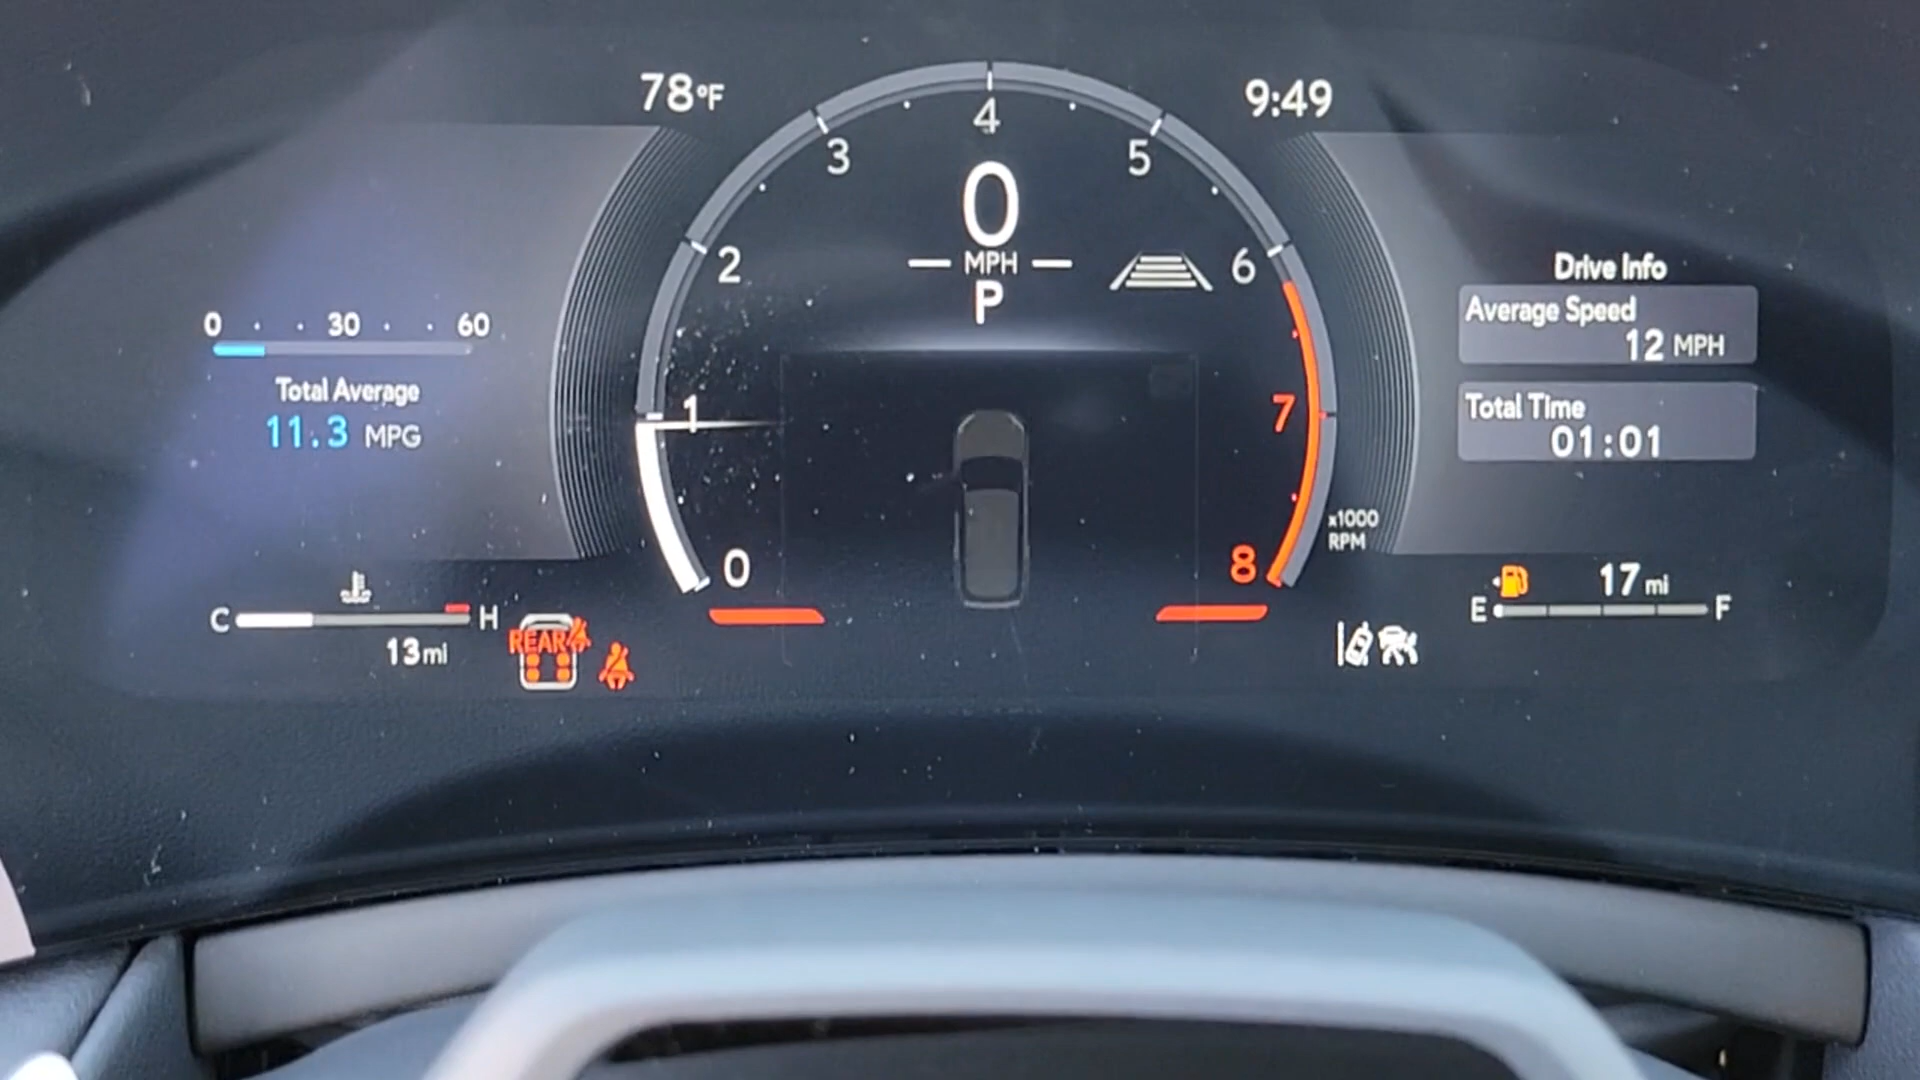 78°F
9:49
0
1
2
3
4
5
6
7
8
0
MPH
P
x1000
RPM
0 30 60
Total Average
11.3 MPG
Drive Info
Average Speed
12 MPH
Total Time
01:01
C H
13 mi
REAR
17 mi
E F